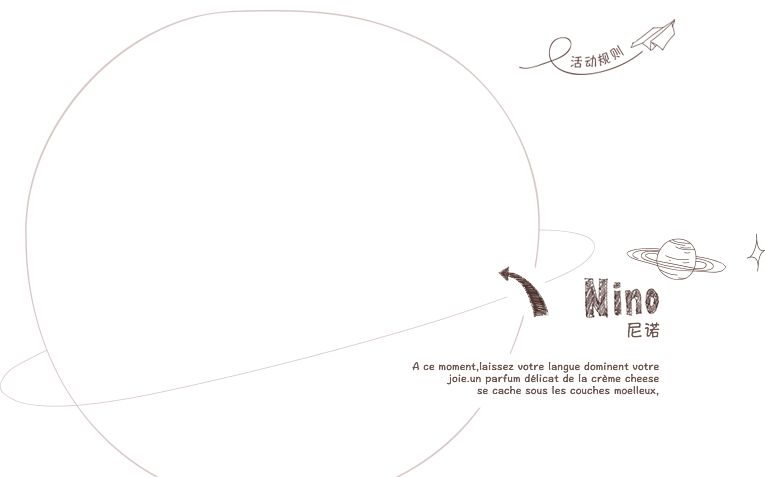 活动规则
Nino
尼诺
A ce moment,laissez votre langue dominent votre
joie.un parfum délicat de la crème cheese
se cache sous les couches moelleux,